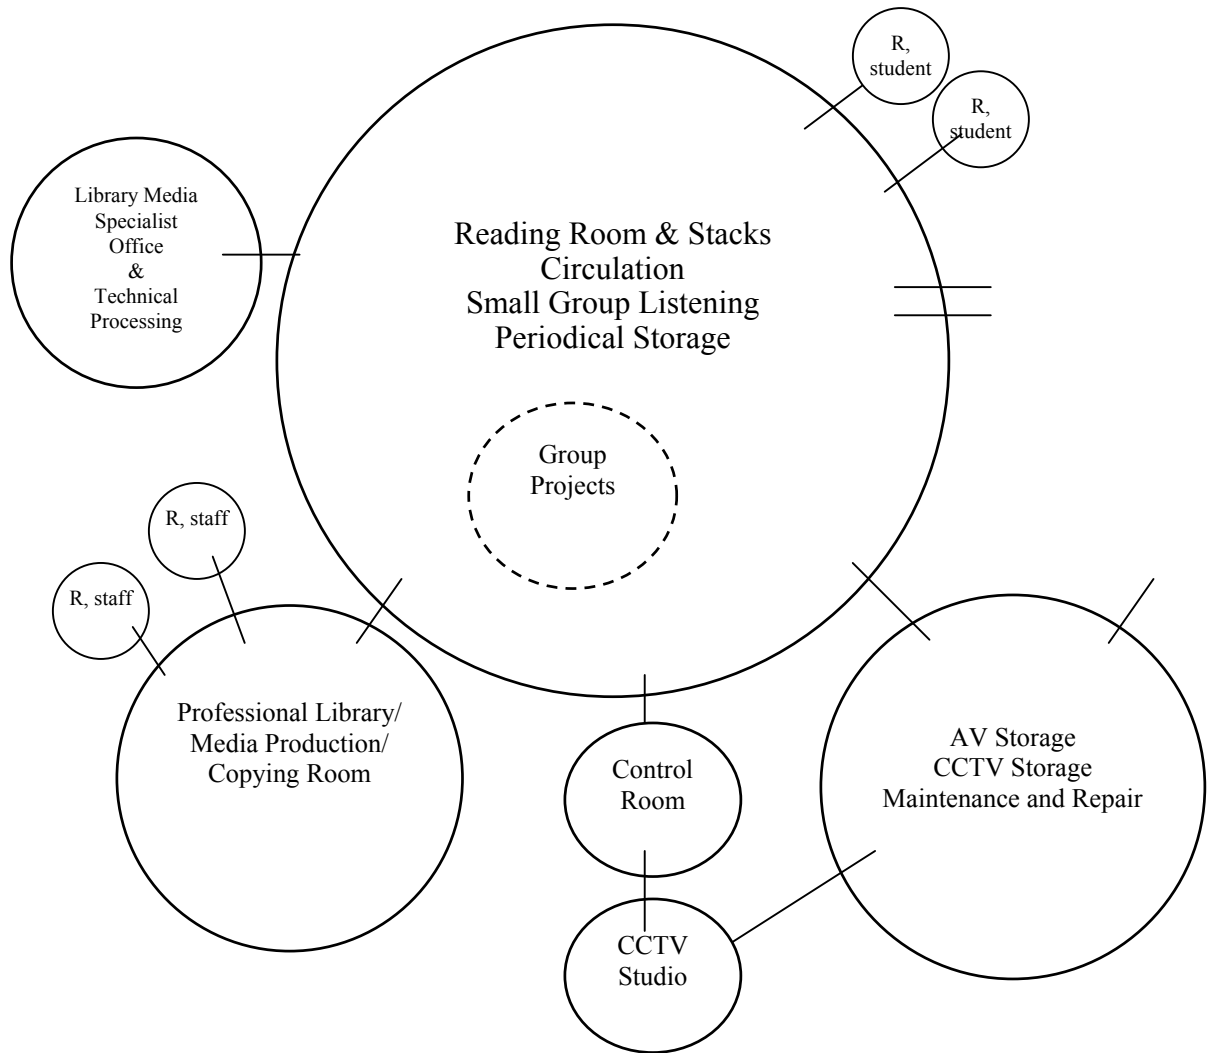 R,
student
R,
student
Library Media
Specialist
Office
&
Technical
Processing
Reading Room & Stacks
Circulation
Small Group Listening
Periodical Storage
Group
Projects
R, staff
R, staff
Professional Library/
Media Production/
Copying Room
Control
Room
AV Storage
CCTV Storage
Maintenance and Repair
CCTV
Studio